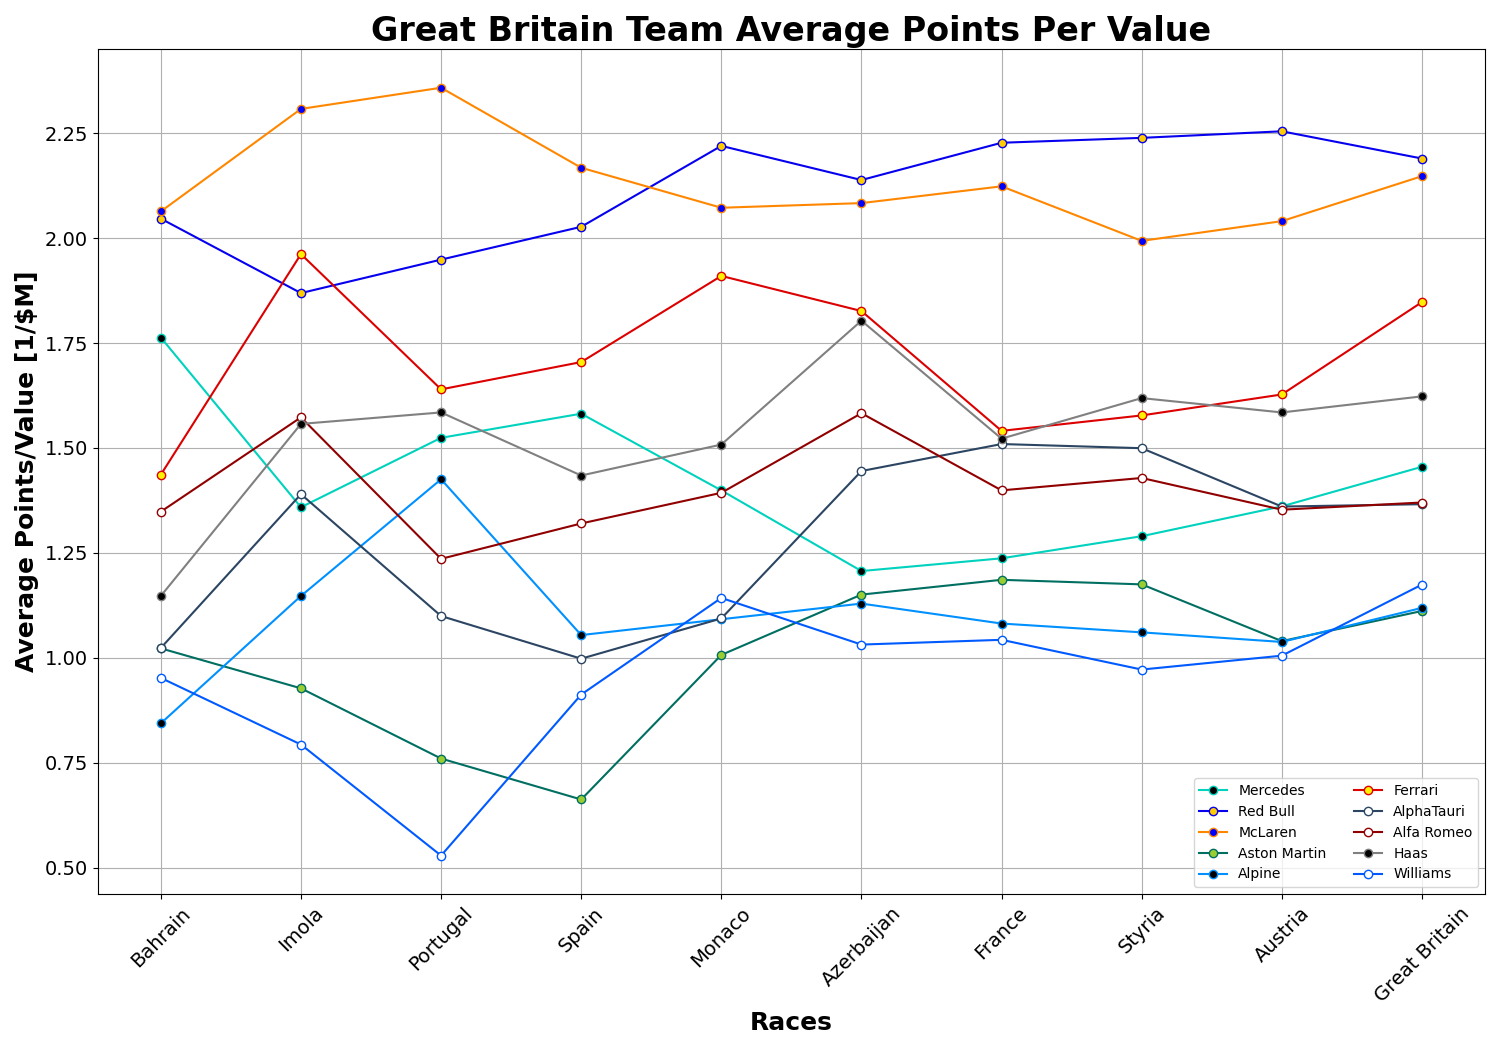 Great Britain Team Average Points Per Value
Average Points/Value [1/$M]
2.25
2.00
1.75
1.50
1.25
1.00
0.75
0.50
Bahrain
Imola
Portugal
Spain
Monaco
Azerbaijan
France
Styria
Austria
Great Britain
Races
Mercedes
Red Bull
McLaren
Aston Martin
Alpine
Ferrari
AlphaTauri
Alfa Romeo
Haas
Williams